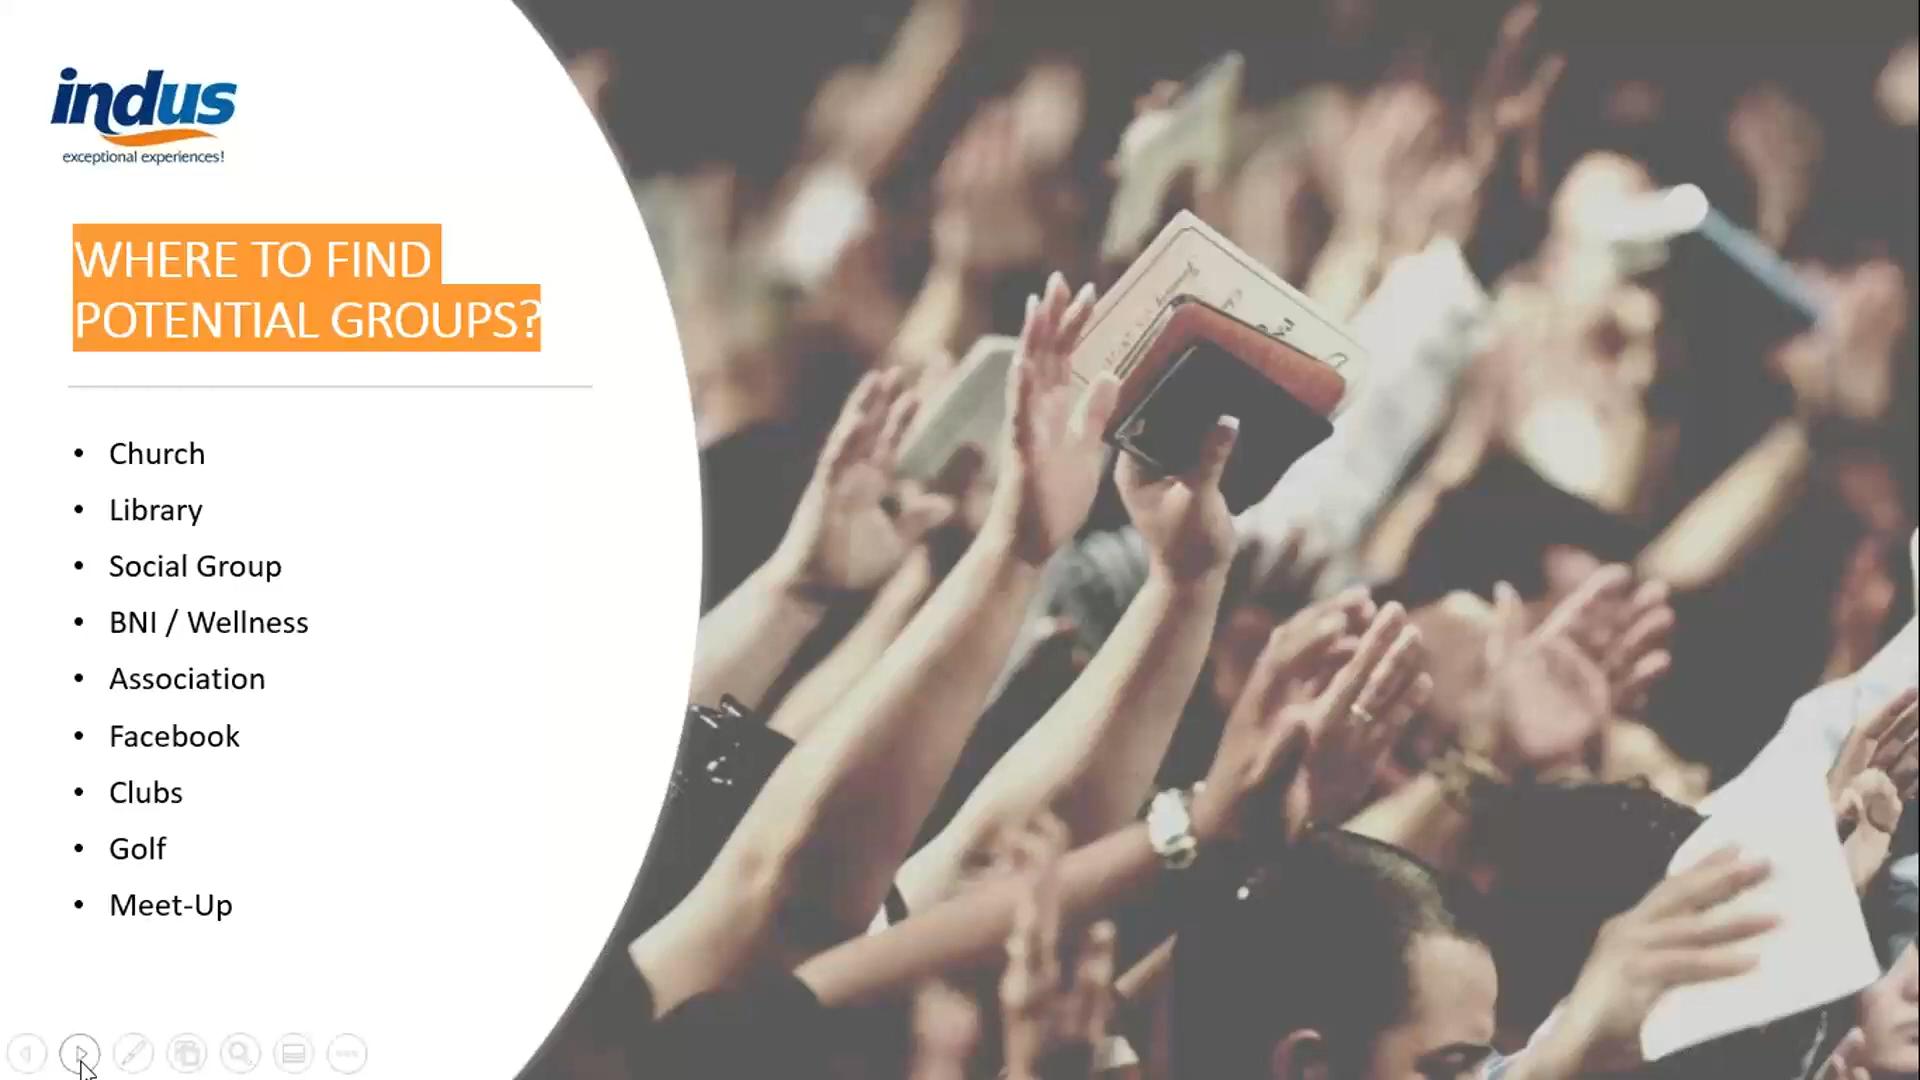 indus
exceptional experiences!
WHERE TO FIND
POTENTIAL GROUPS?
• Church
• Library
• Social Group
• BNI / Wellness
• Association
• Facebook
• Clubs
• Golf
• Meet-Up